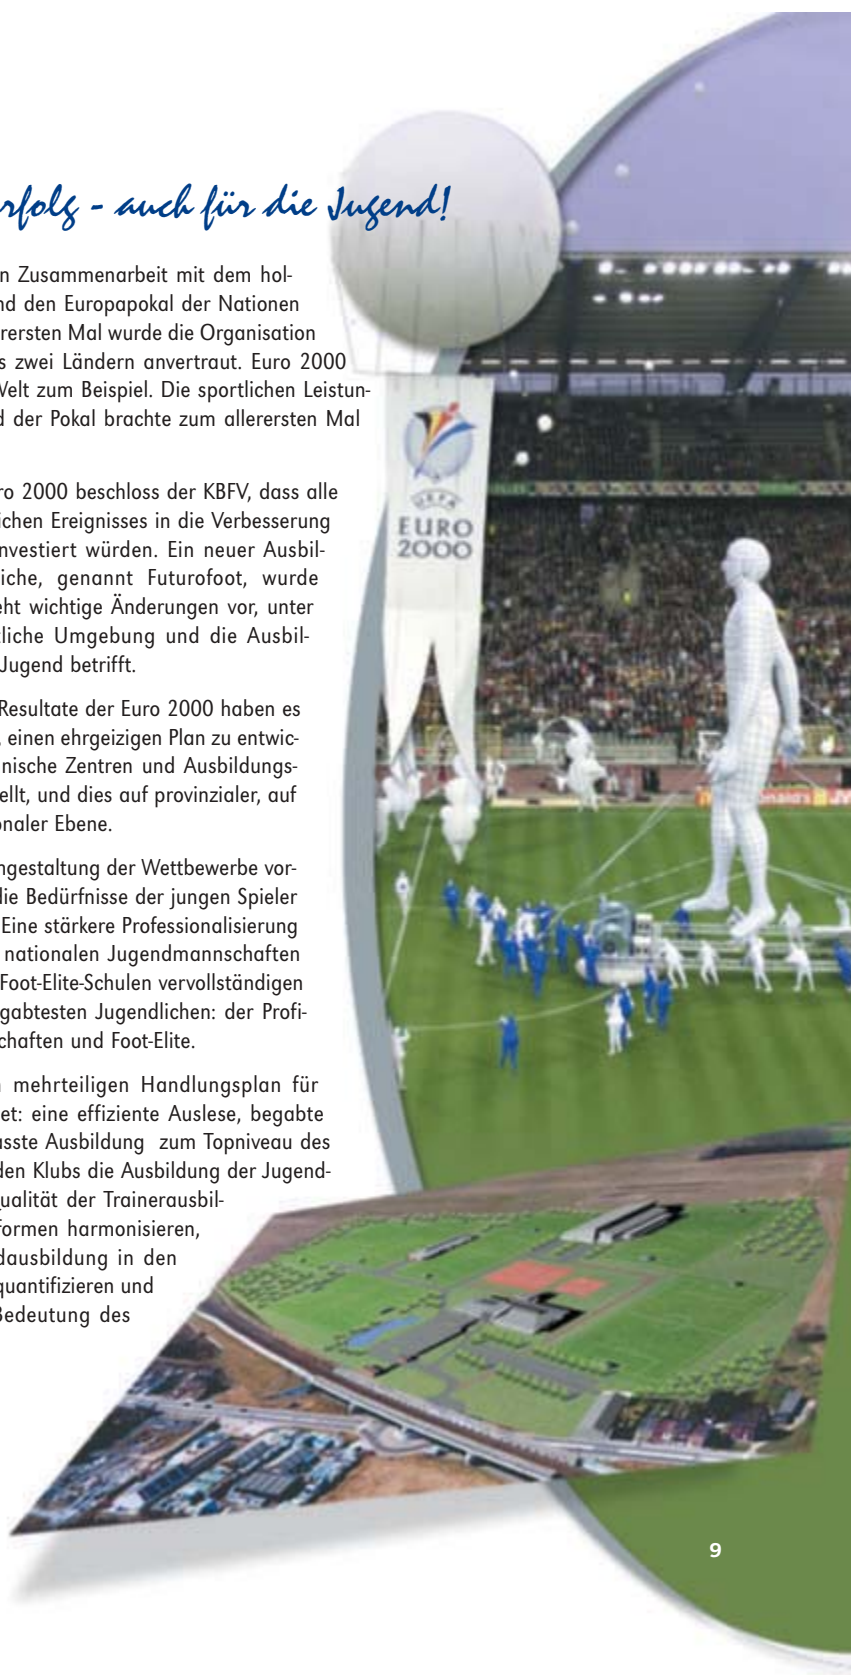 rfolg - auch für die Jugend!
n Zusammenarbeit mit dem hol-
nd den Europapokal der Nationen
rersten Mal wurde die Organisation
s zwei Ländern anvertraut. Euro 2000
Welt zum Beispiel. Die sportlichen Leistun-
d der Pokal brachte zum allerersten Mal
ro 2000 beschloss der KBFV, dass alle
ichen Ereignisses in die Verbesserung
nvestiert würden. Ein neuer Ausbil-
iche, genannt Futurofoot, wurde
eht wichtige Änderungen vor, unter
tliche Umgebung und die Ausbil-
Jugend betrifft.
Resultate der Euro 2000 haben es
, einen ehrgeizigen Plan zu entwic-
nische Zentren und Ausbildungs-
ellt, und dies auf provinzialer, auf
onaler Ebene.
ngestaltung der Wettbewerbe vor-
die Bedürfnisse der jungen Spieler
Eine stärkere Professionalisierung
nationalen Jugendmannschaften
Foot-Elite-Schulen vervollständigen
gabtesten Jugendlichen: der Profi-
chaften und Foot-Elite.
n mehrteiligen Handlungsplan für
et: eine effiziente Auslese, begabte
asste Ausbildung zum Topniveau des
den Klubs die Ausbildung der Jugend-
ualität der Trainerausbil-
formen harmonisieren,
dausbildung in den
quantifizieren und
Bedeutung des
UEFA
EURO
2000
9